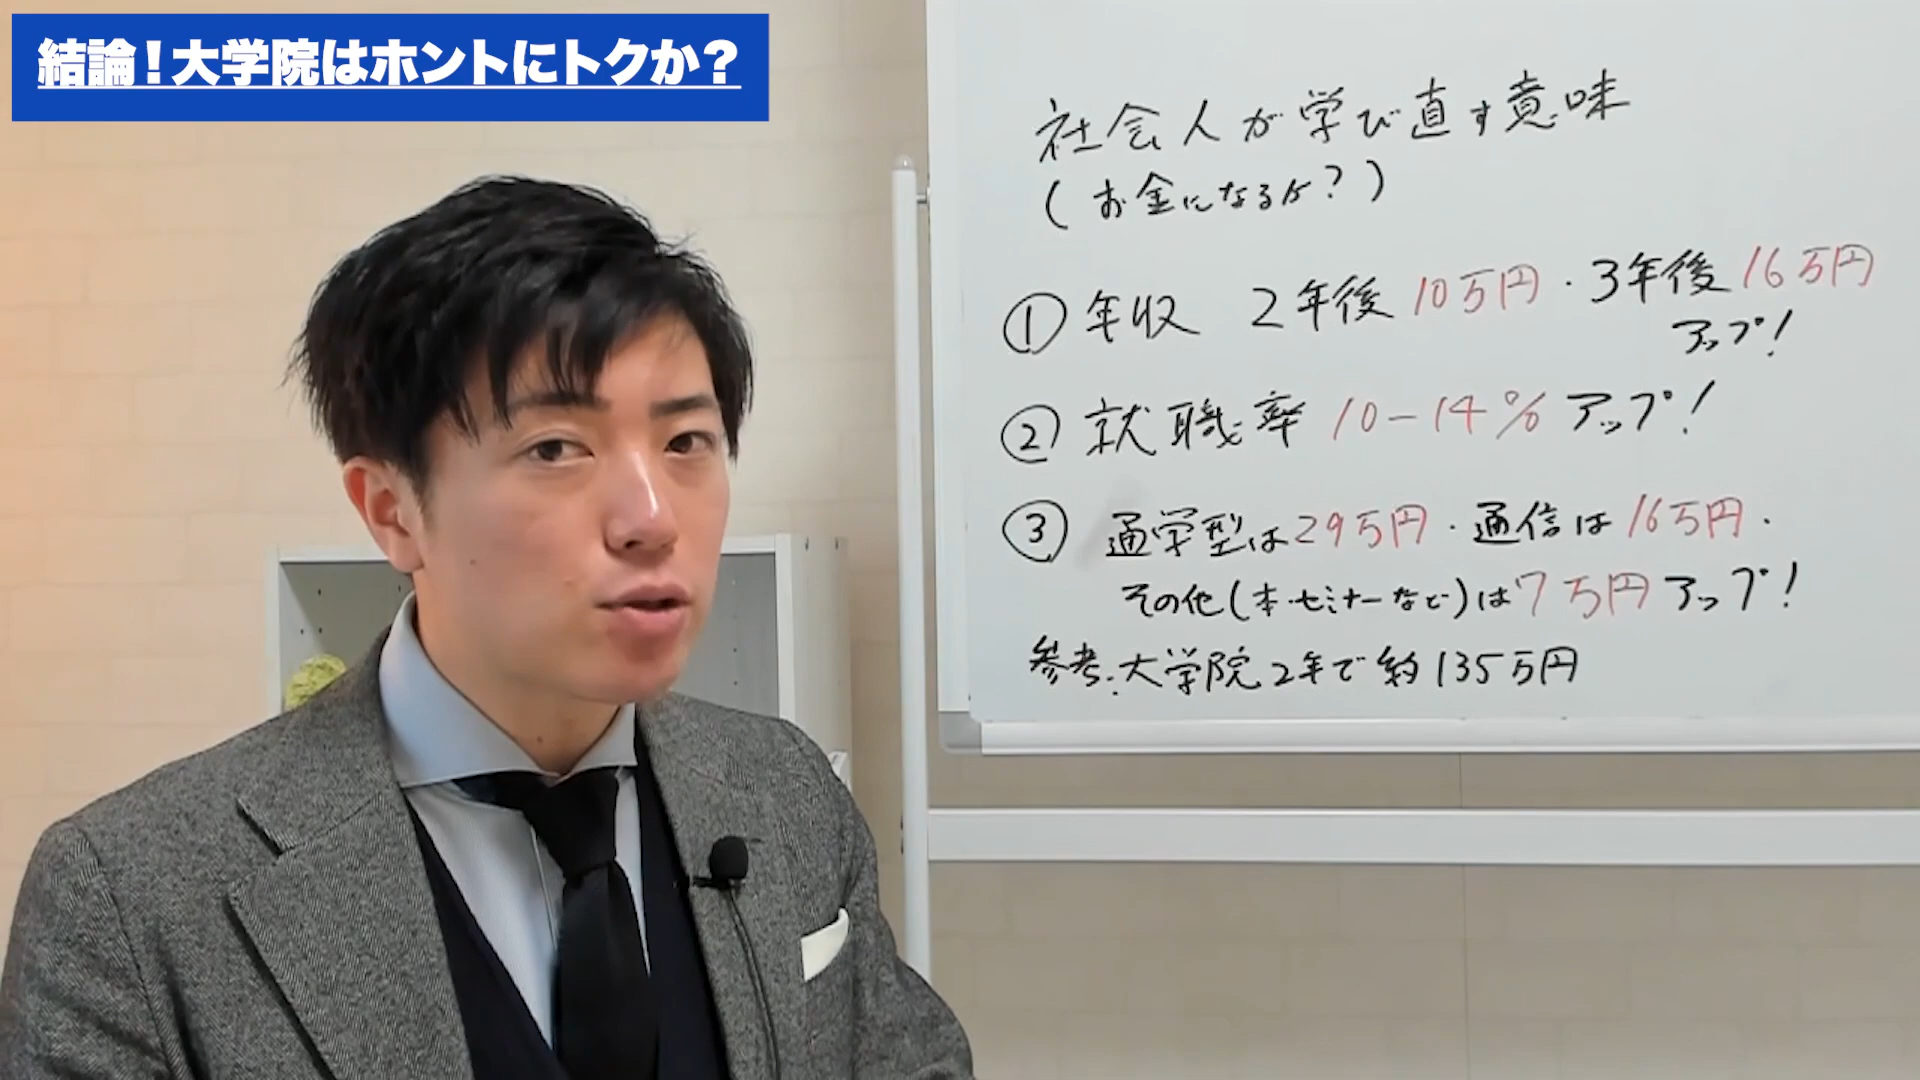 結論!大学院はホントにトクか?
社会人が学び直す意味
(お金になるか?)
① 年収 2年後10万円・3年後16万円
アップ!
② 就職率 10-14%アップ!
③ 通学型は29万円・通信は16万円・
その他(本・セミナーなど)は7万円アップ!
参考:大学院2年で約135万円